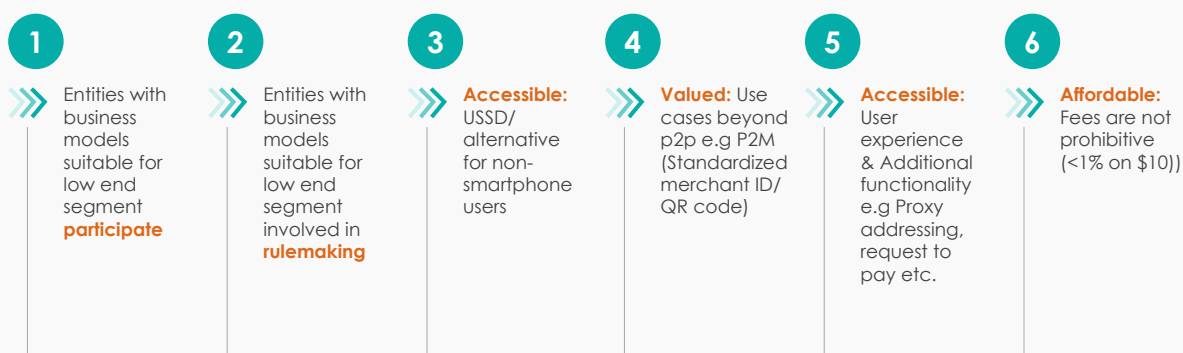 1
Entities with
business
models
suitable for
low end
segment
participate
2
Entities with
business
models
suitable for
low end
segment
involved in
rulemaking
3
Accessible:
USSD/
alternative
for non-
smartphone
users
4
Valued: Use
cases beyond
p2p e.g P2M
(Standardized
merchant ID/
QR code)
5
Accessible:
User
experience
& Additional
functionality
e.g Proxy
addressing,
request to
pay etc.
6
Affordable:
Fees are not
prohibitive
(<1% on $10))